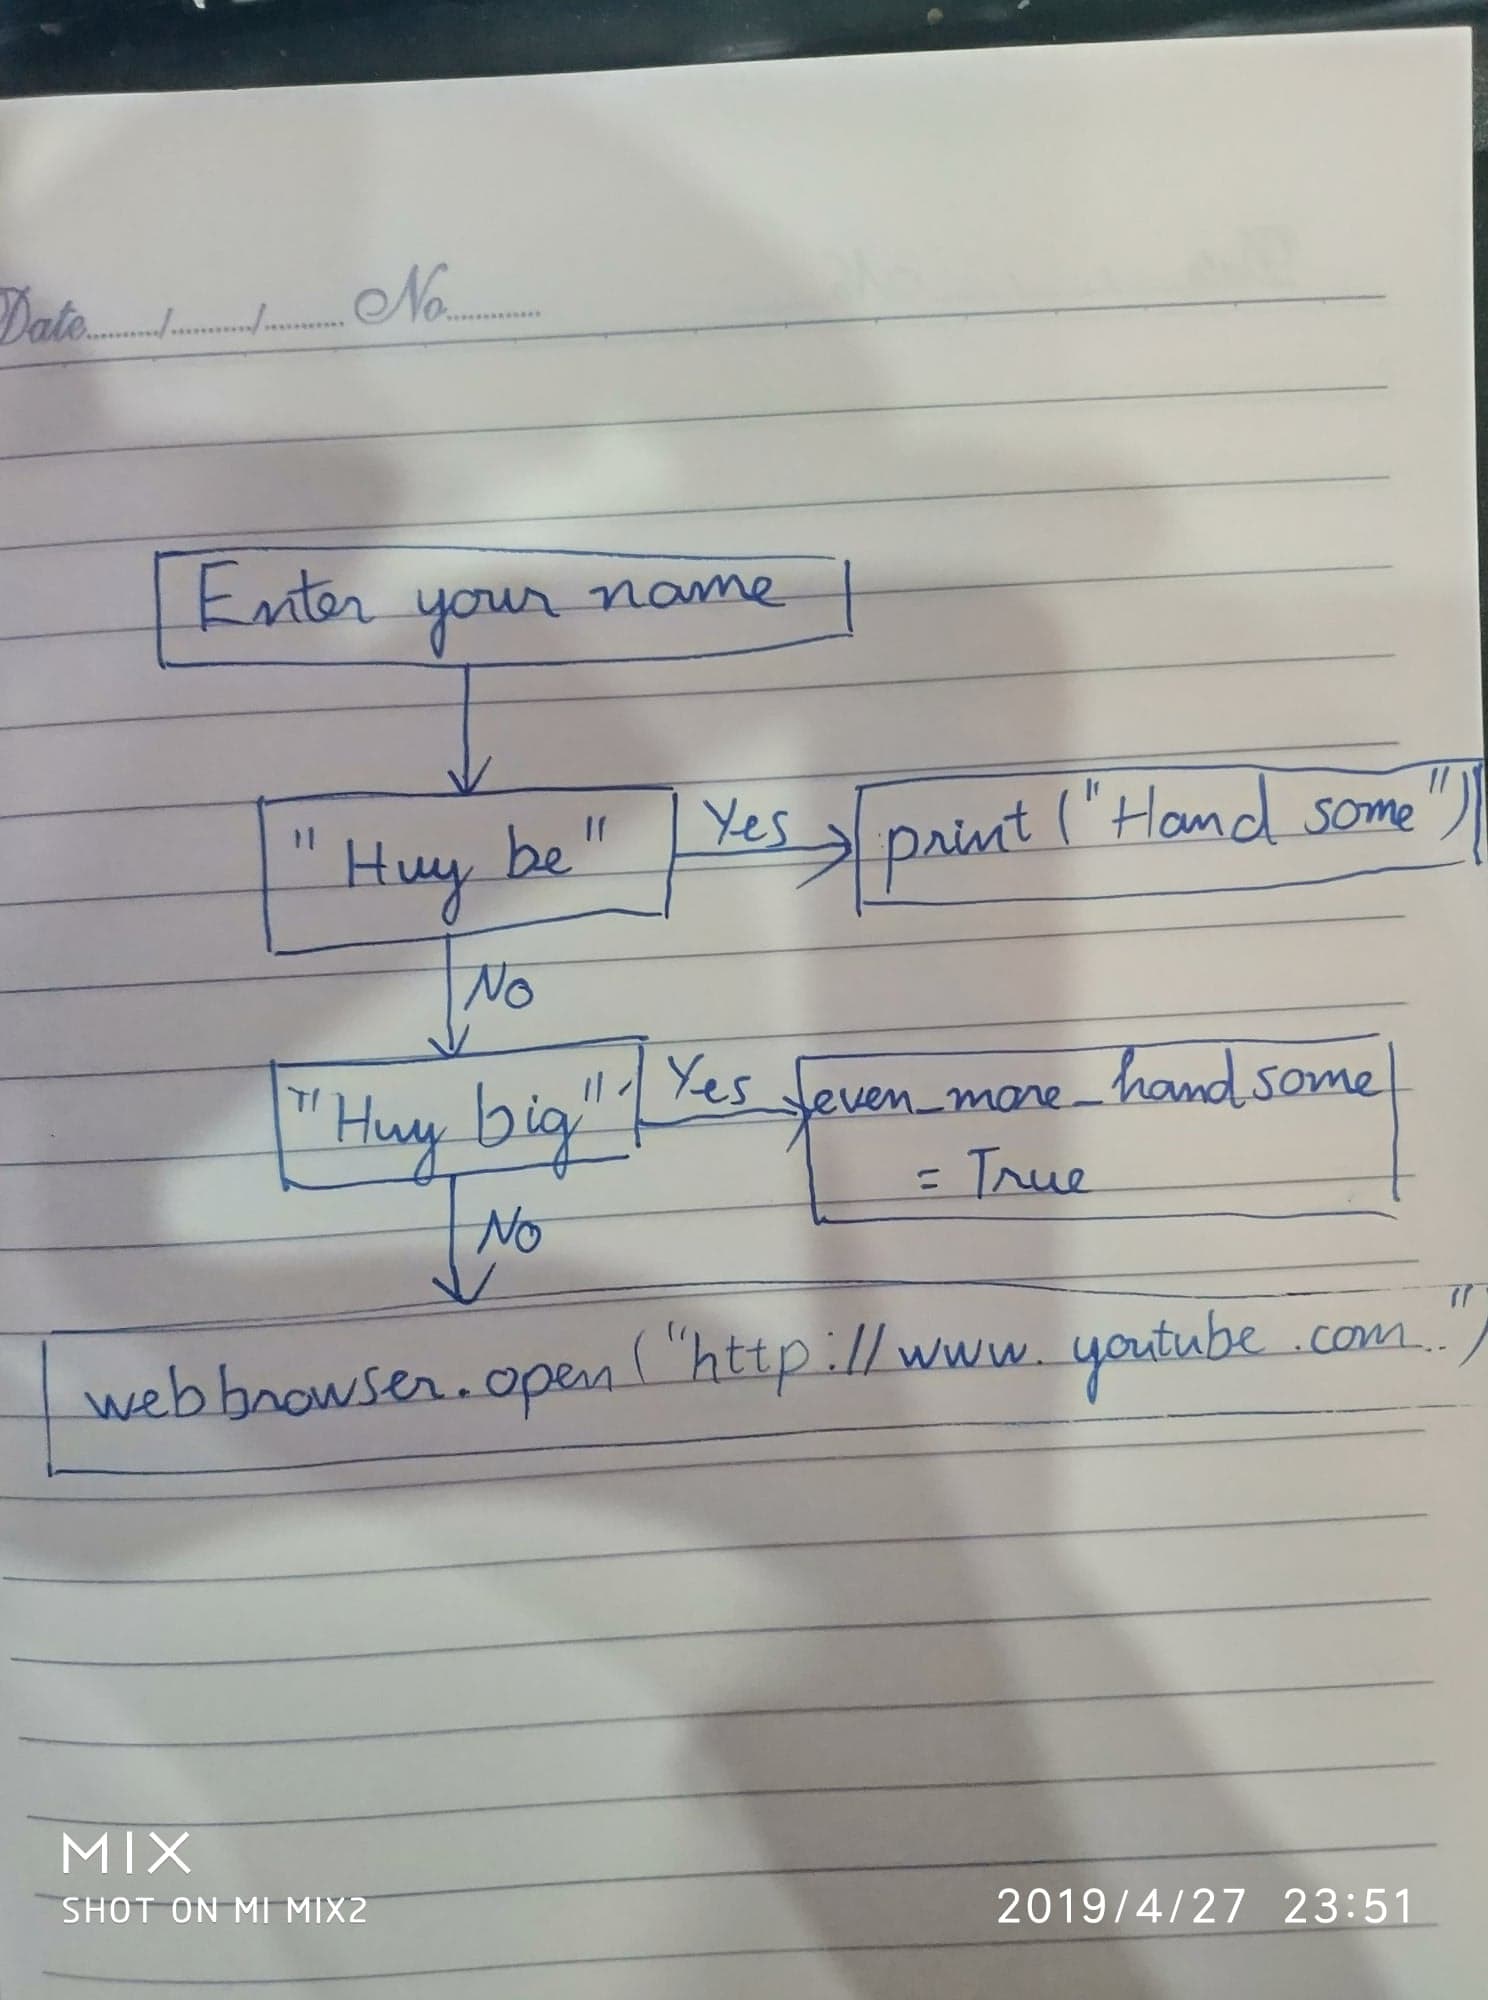 Date......../........./......... No............
Enter your name
"Huy be"
Yes
print ("Hand some")
No
"Huy big"
Yes
even_more_handsome
= True
No
webbrowser.open("http://www.youtube.com..")
MIX
SHOT ON MI MIX2
2019/4/27 23:51